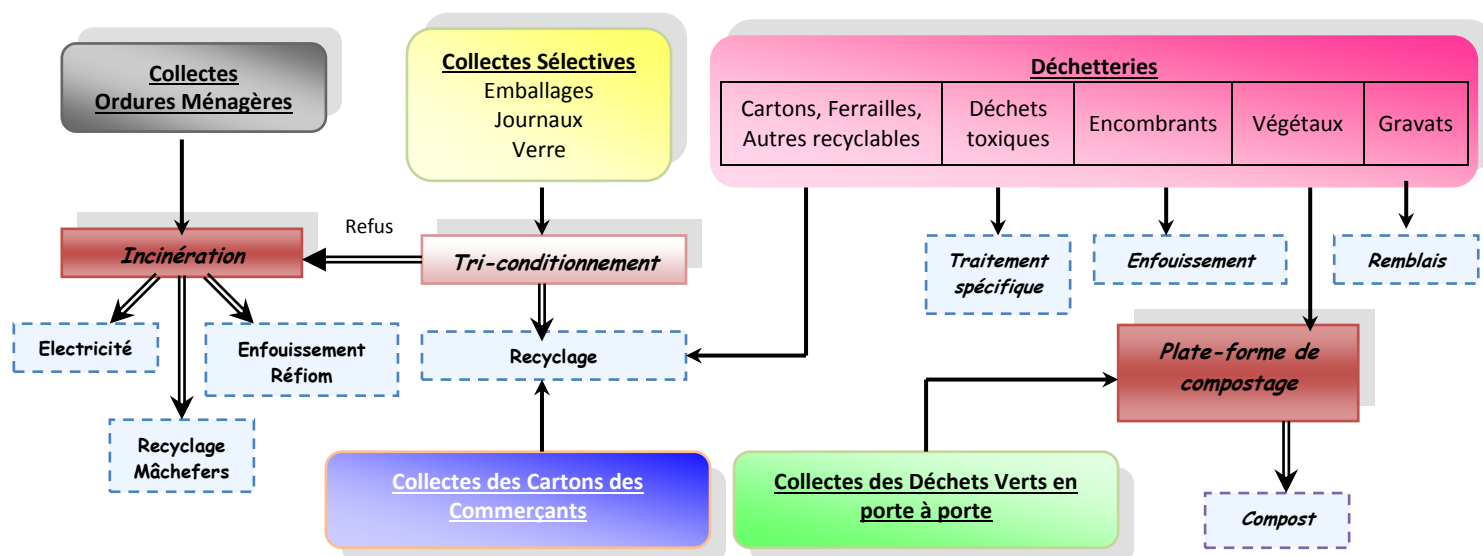 Collectes
Ordures Ménagères
Collectes Sélectives
Emballages
Journaux
Verre
Déchetteries
Cartons, Ferrailles,
Autres recyclables
Déchets
toxiques
Encombrants
Végétaux
Gravats
Refus
Incinération
Tri-conditionnement
Traitement
spécifique
Enfouissement
Remblais
Electricité
Enfouissement
Réfiom
Recyclage
Plate-forme de
compostage
Recyclage
Mâchefers
Collectes des Cartons des
Commerçants
Collectes des Déchets Verts en
porte à porte
Compost